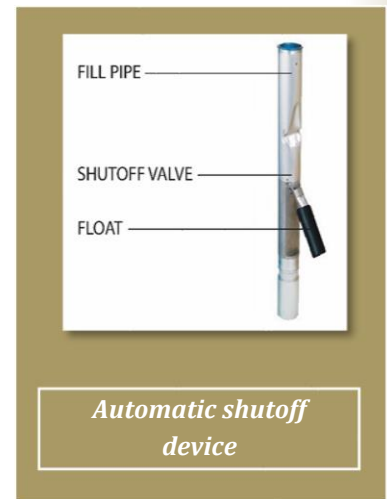 FILL PIPE
SHUTOFF VALVE
FLOAT
Automatic shutoff
device